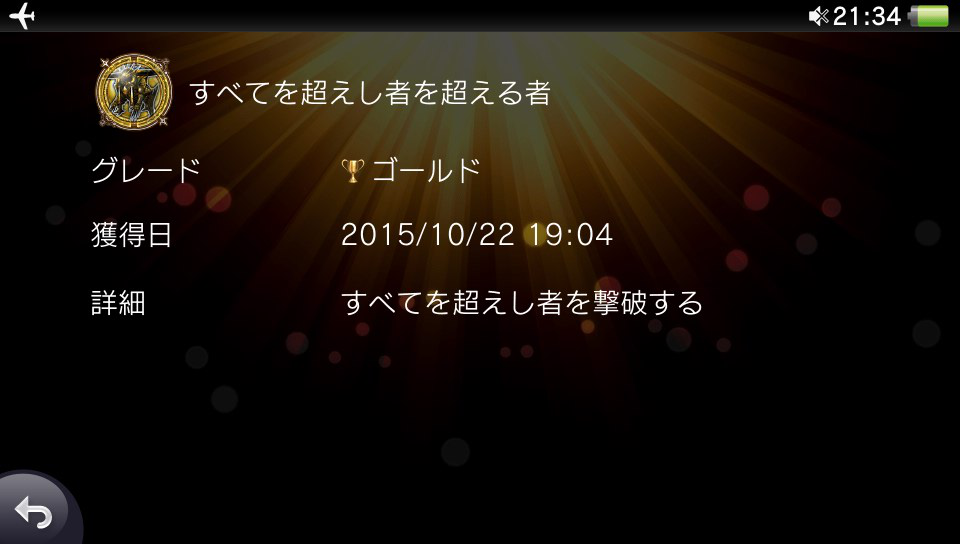 21:34
すべてを超えし者を超える者
グレード ゴールド
獲得日 2015/10/22 19:04
詳細 すべてを超えし者を撃破する